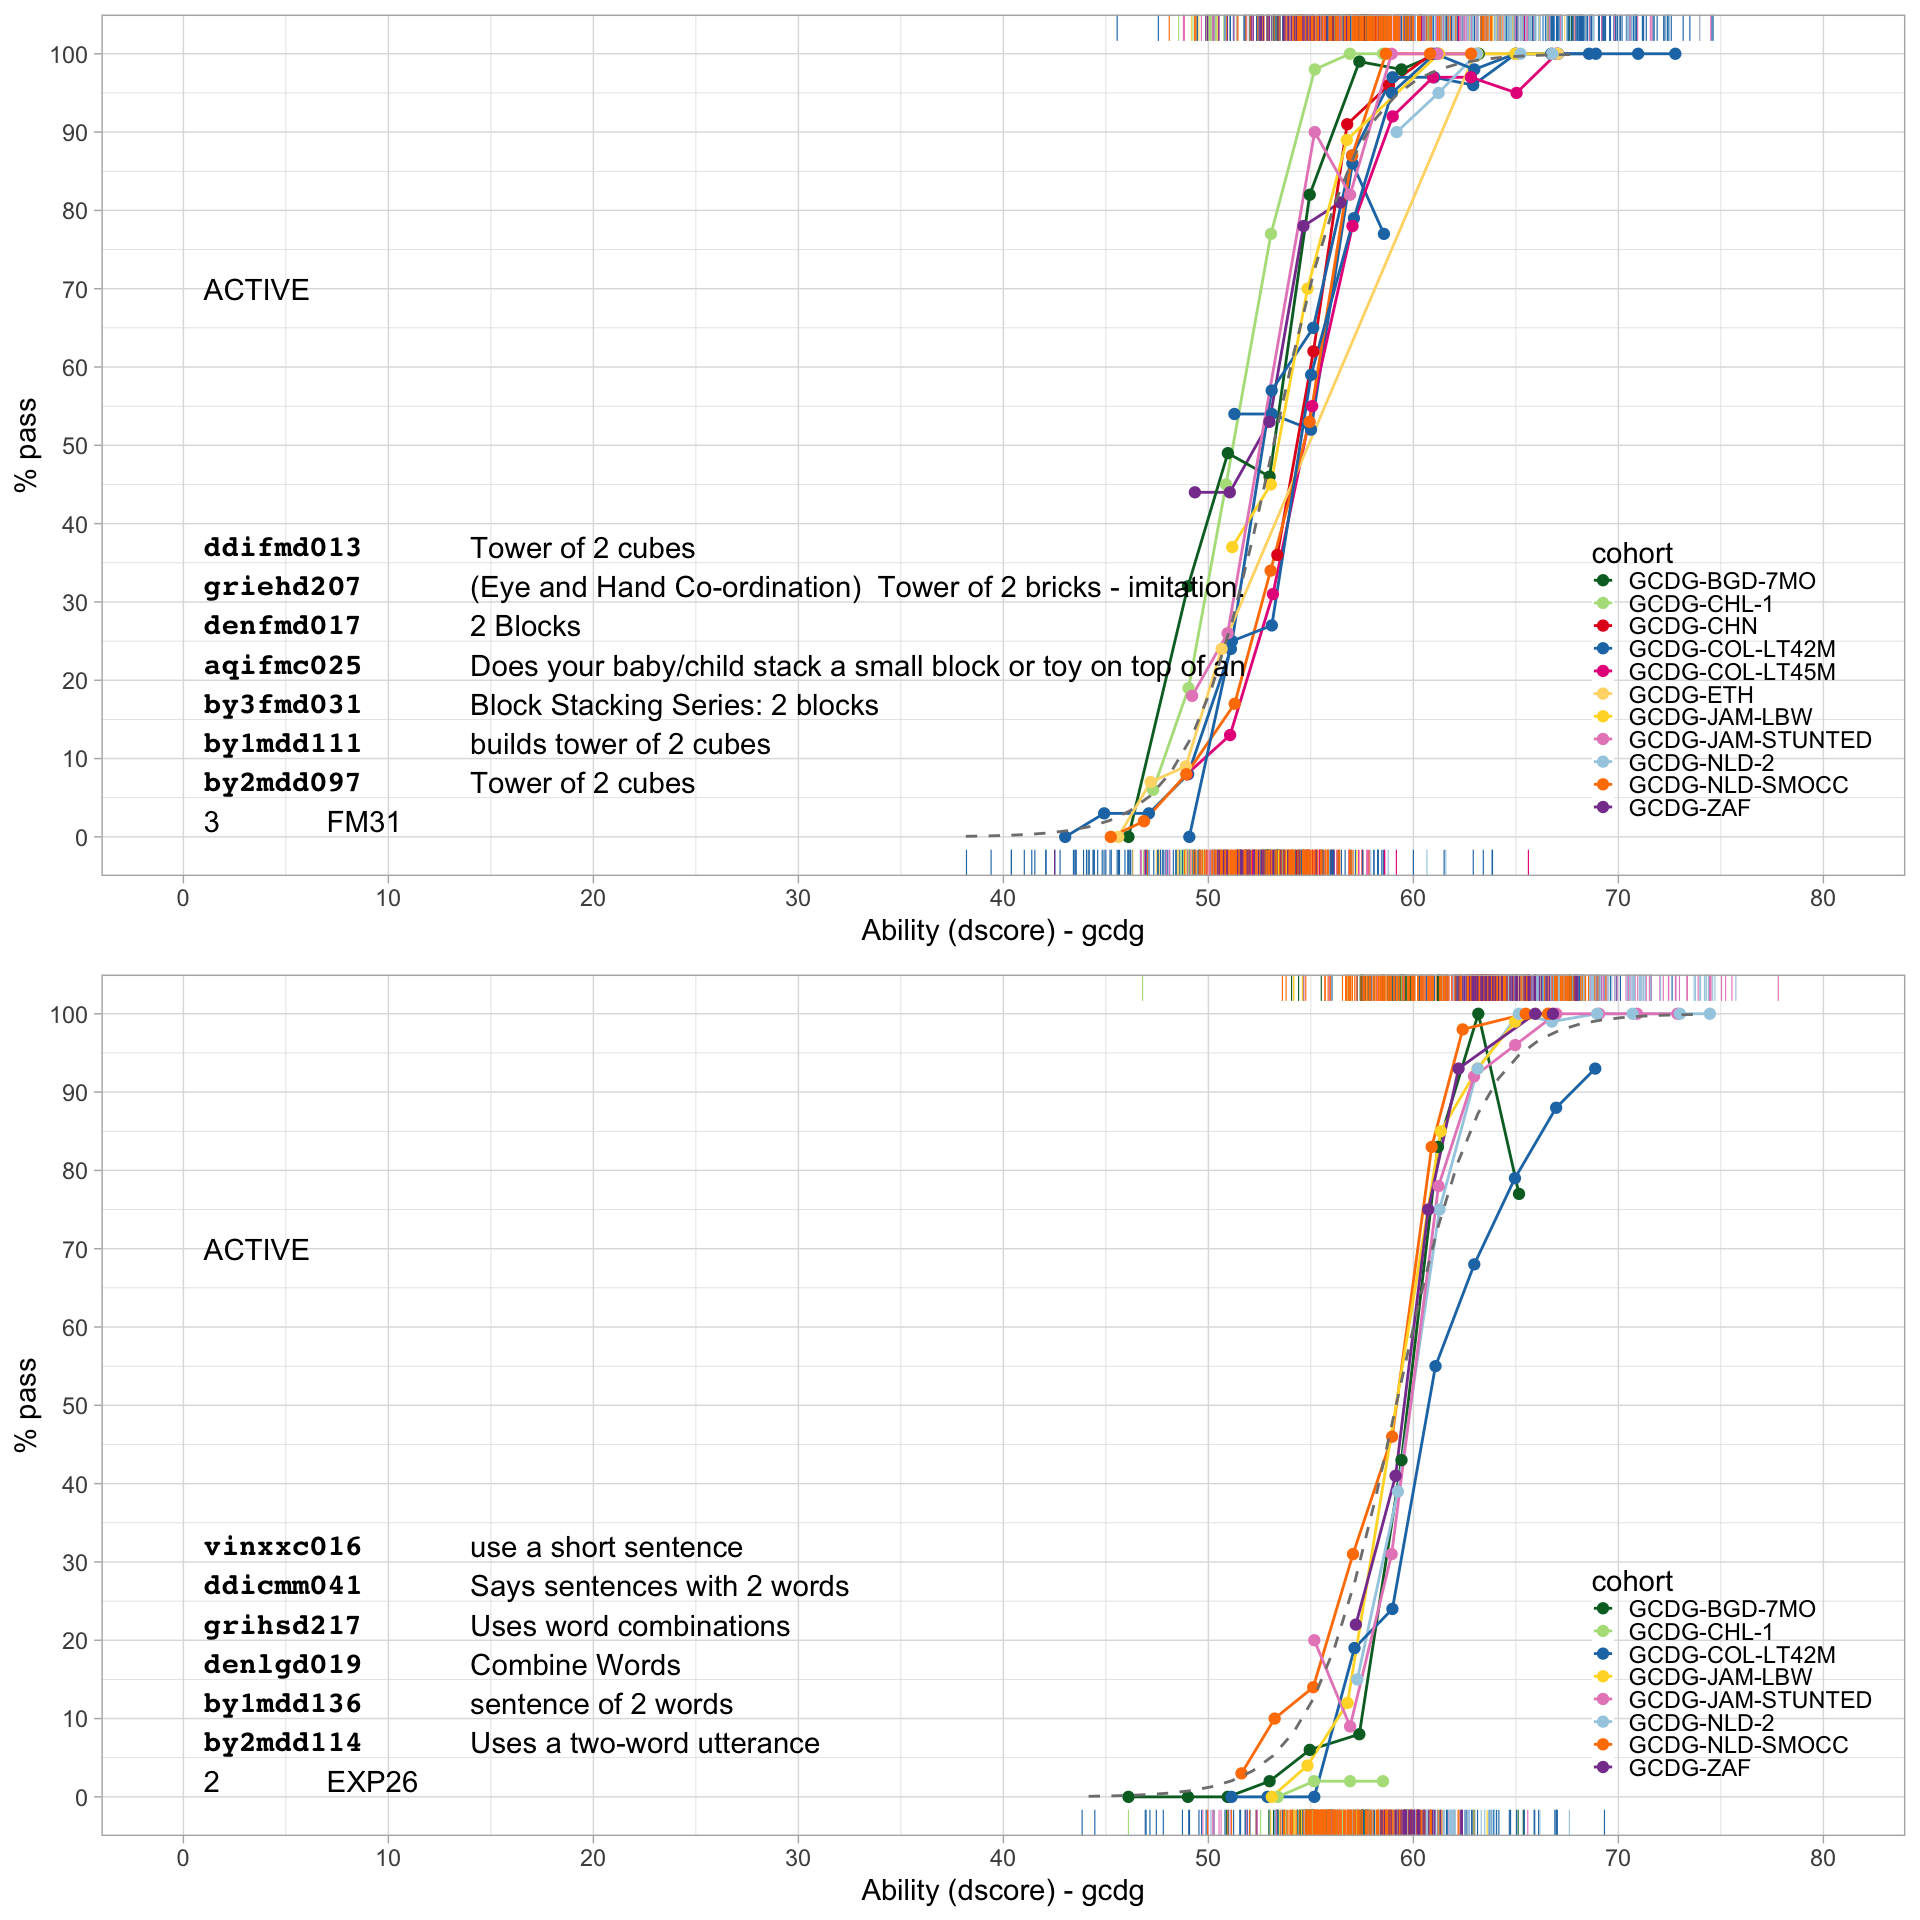 100
90
80
70
60
50
40
30
20
10
0
% pass
ACTIVE
ddifmd013 Tower of 2 cubes
griehd207 (Eye and Hand Co-ordination)  Tower of 2 bricks - imitation.
denfmd017 2 Blocks
aqifmc025 Does your baby/child stack a small block or toy on top of an
by3fmd031 Block Stacking Series: 2 blocks
by1mdd111 builds tower of 2 cubes
by2mdd097 Tower of 2 cubes
3 FM31
cohort
GCDG-BGD-7MO
GCDG-CHL-1
GCDG-CHN
GCDG-COL-LT42M
GCDG-COL-LT45M
GCDG-ETH
GCDG-JAM-LBW
GCDG-JAM-STUNTED
GCDG-NLD-2
GCDG-NLD-SMOCC
GCDG-ZAF
0 10 20 30 40 50 60 70 80
Ability (dscore) - gcdg
100
90
80
70
60
50
40
30
20
10
0
% pass
ACTIVE
vinxxc016 use a short sentence
ddicmm041 Says sentences with 2 words
grihsd217 Uses word combinations
denlgd019 Combine Words
by1mdd136 sentence of 2 words
by2mdd114 Uses a two-word utterance
2 EXP26
cohort
GCDG-BGD-7MO
GCDG-CHL-1
GCDG-COL-LT42M
GCDG-JAM-LBW
GCDG-JAM-STUNTED
GCDG-NLD-2
GCDG-NLD-SMOCC
GCDG-ZAF
0 10 20 30 40 50 60 70 80
Ability (dscore) - gcdg